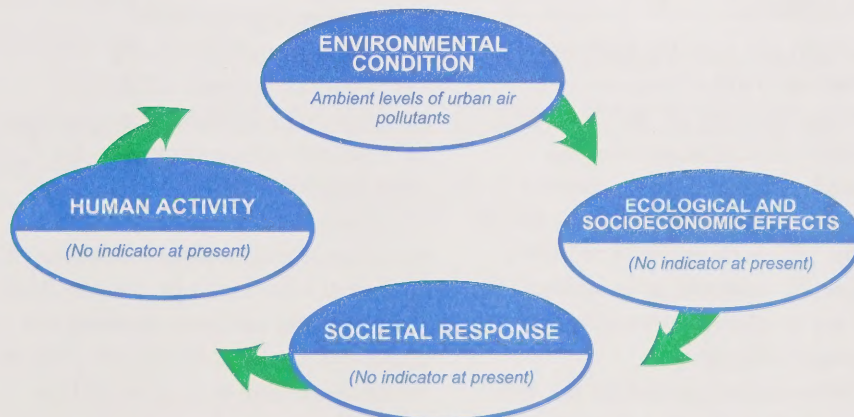 ENVIRONMENTAL
CONDITION
Ambient levels of urban air
pollutants
HUMAN ACTIVITY
(No indicator at present)
ECOLOGICAL AND
SOCIOECONOMIC EFFECTS
(No indicator at present)
SOCIETAL RESPONSE
(No indicator at present)